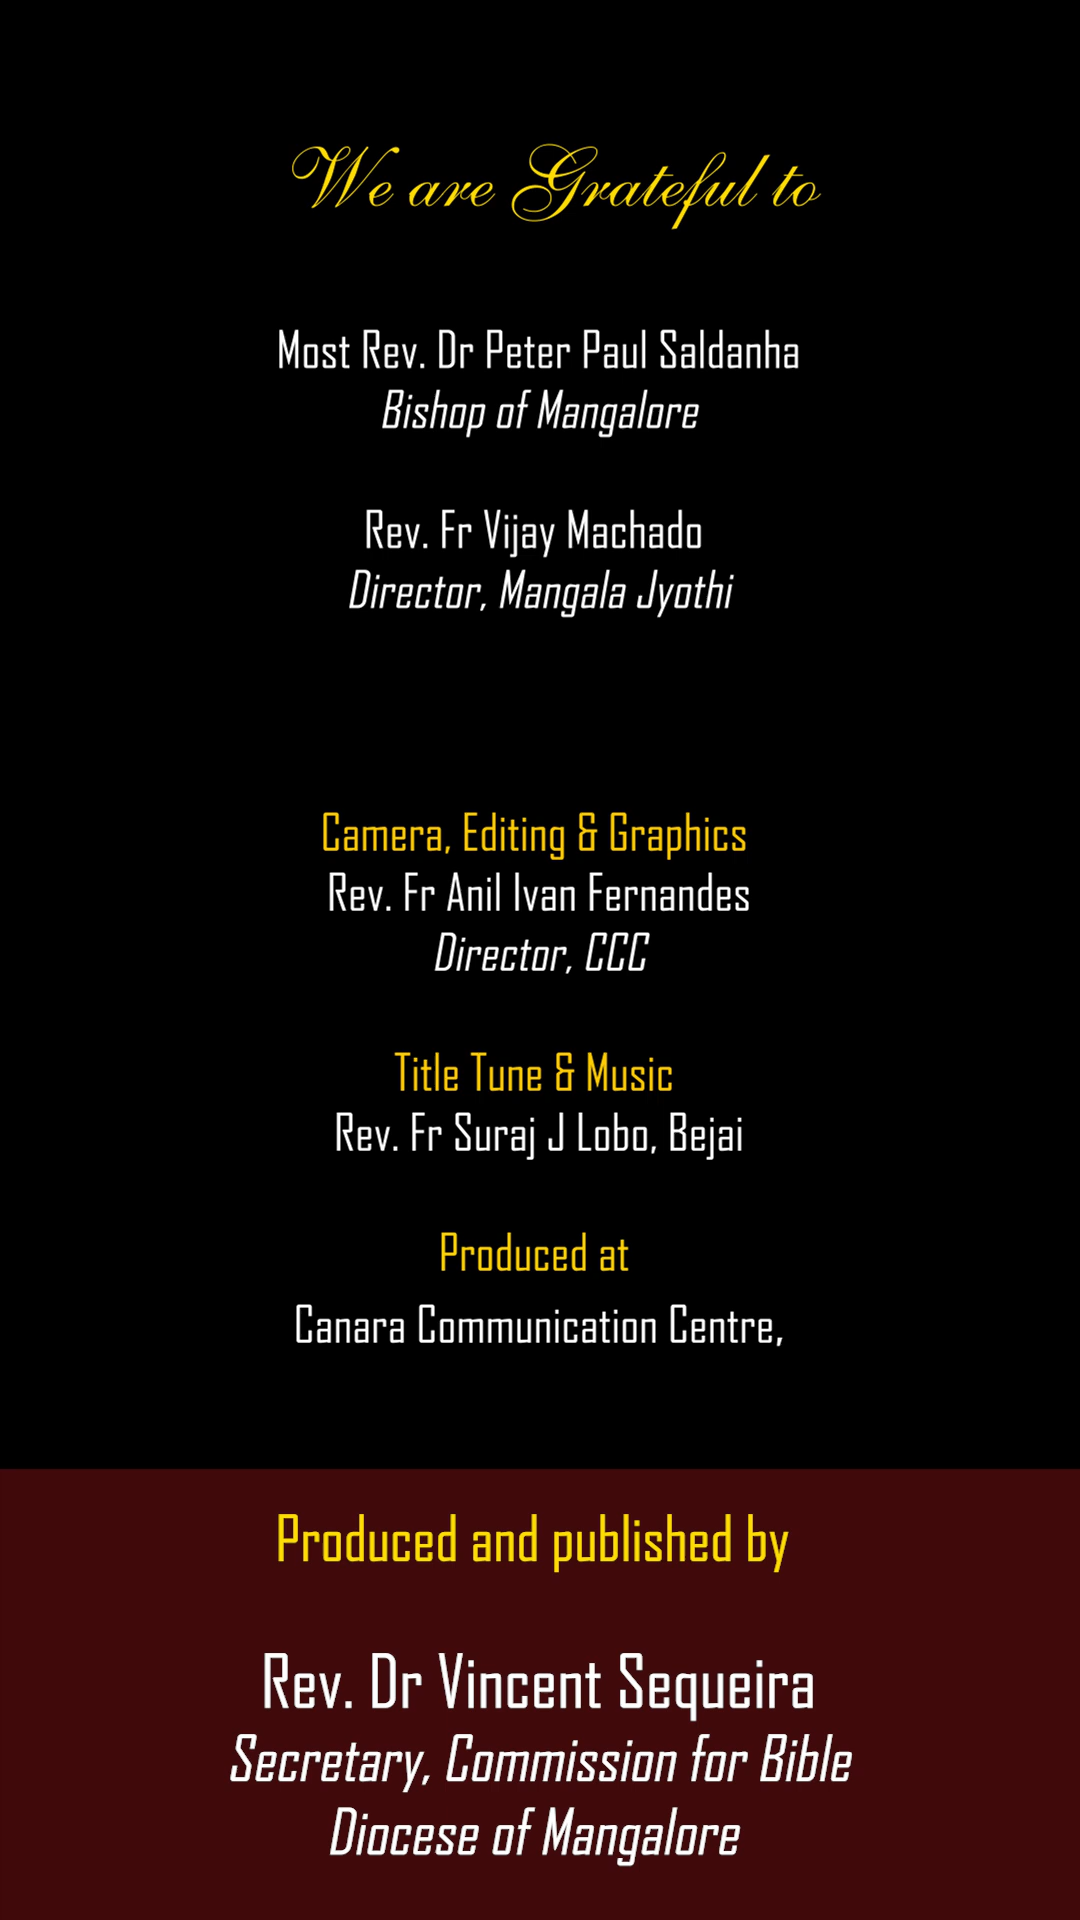 We are Grateful to
Most Rev. Dr Peter Paul Saldanha
Bishop of Mangalore
Rev. Fr Vijay Machado
Director, Mangala Jyothi
Camera, Editing & Graphics
Rev. Fr Anil Ivan Fernandes
Director, CCC
Title Tune & Music
Rev. Fr Suraj J Lobo, Bejai
Produced at
Canara Communication Centre,
Produced and published by
Rev. Dr Vincent Sequeira
Secretary, Commission for Bible
Diocese of Mangalore